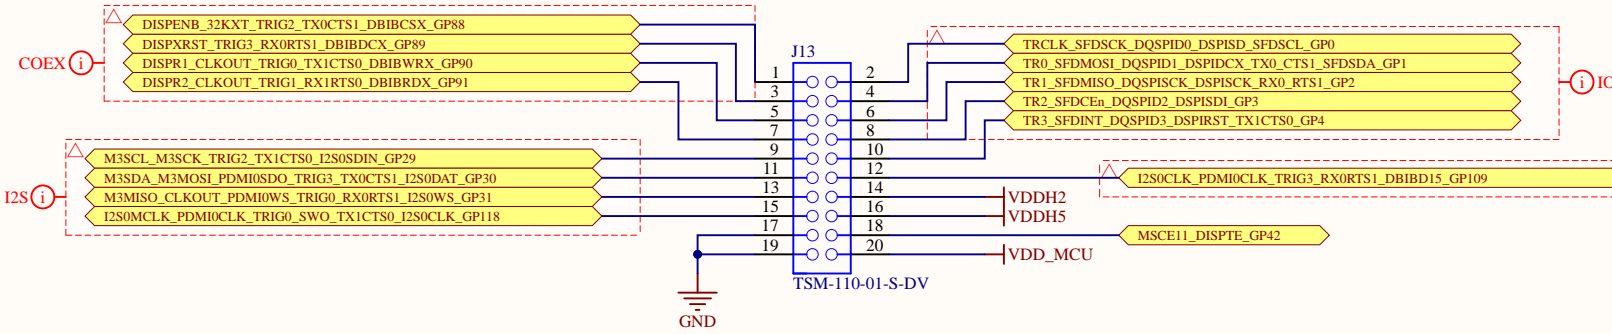 COEX
i
DISPENB_32KXT_TRIG2_TX0CTS1_DBIBCSX_GP88
DISPXRST_TRIG3_RX0RTS1_DBIBDCX_GP89
DISPR1_CLKOUT_TRIG0_TX1CTS0_DBIBWRX_GP90
DISPR2_CLKOUT_TRIG1_RX1RTS0_DBIBRDX_GP91
I2S
i
M3SCL_M3SCK_TRIG2_TX1CTS0_I2S0SDIN_GP29
M3SDA_M3MOSI_PDMI0SDO_TRIG3_TX0CTS1_I2S0DAT_GP30
M3MISO_CLKOUT_PDMI0WS_TRIG0_RX0RTS1_I2S0WS_GP31
I2S0MCLK_PDMI0CLK_TRIG0_SWO_TX1CTS0_I2S0CLK_GP118
J13
1 2
3 4
5 6
7 8
9 10
11 12
13 14
15 16
17 18
19 20
TSM-110-01-S-DV
GND
TRCLK_SFDSCK_DQSPID0_DSPISD_SFDSCL_GP0
TR0_SFDMOSI_DQSPID1_DSPIDCX_TX0_CTS1_SFDSDA_GP1
TR1_SFDMISO_DQSPISCK_DSPISCK_RX0_RTS1_GP2
TR2_SFDCEn_DQSPID2_DSPISDI_GP3
TR3_SFDINT_DQSPID3_DSPIRST_TX1CTS0_GP4
i
I2S0CLK_PDMI0CLK_TRIG3_RX0RTS1_DBIBD15_GP109
VDDH2
VDDH5
MSCE11_DISPTE_GP42
VDD_MCU